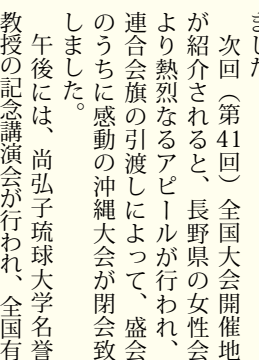 ました。
次回（第41回）全国大会開催地
が紹介されると、長野県の女性会
より熱烈なるアピールが行われ、
連合会旗の引渡しによって、盛会
のうちに感動の沖縄大会が閉会致
しました。
午後には、尚弘子琉球大学名誉
教授の記念講演会が行われ、全国有